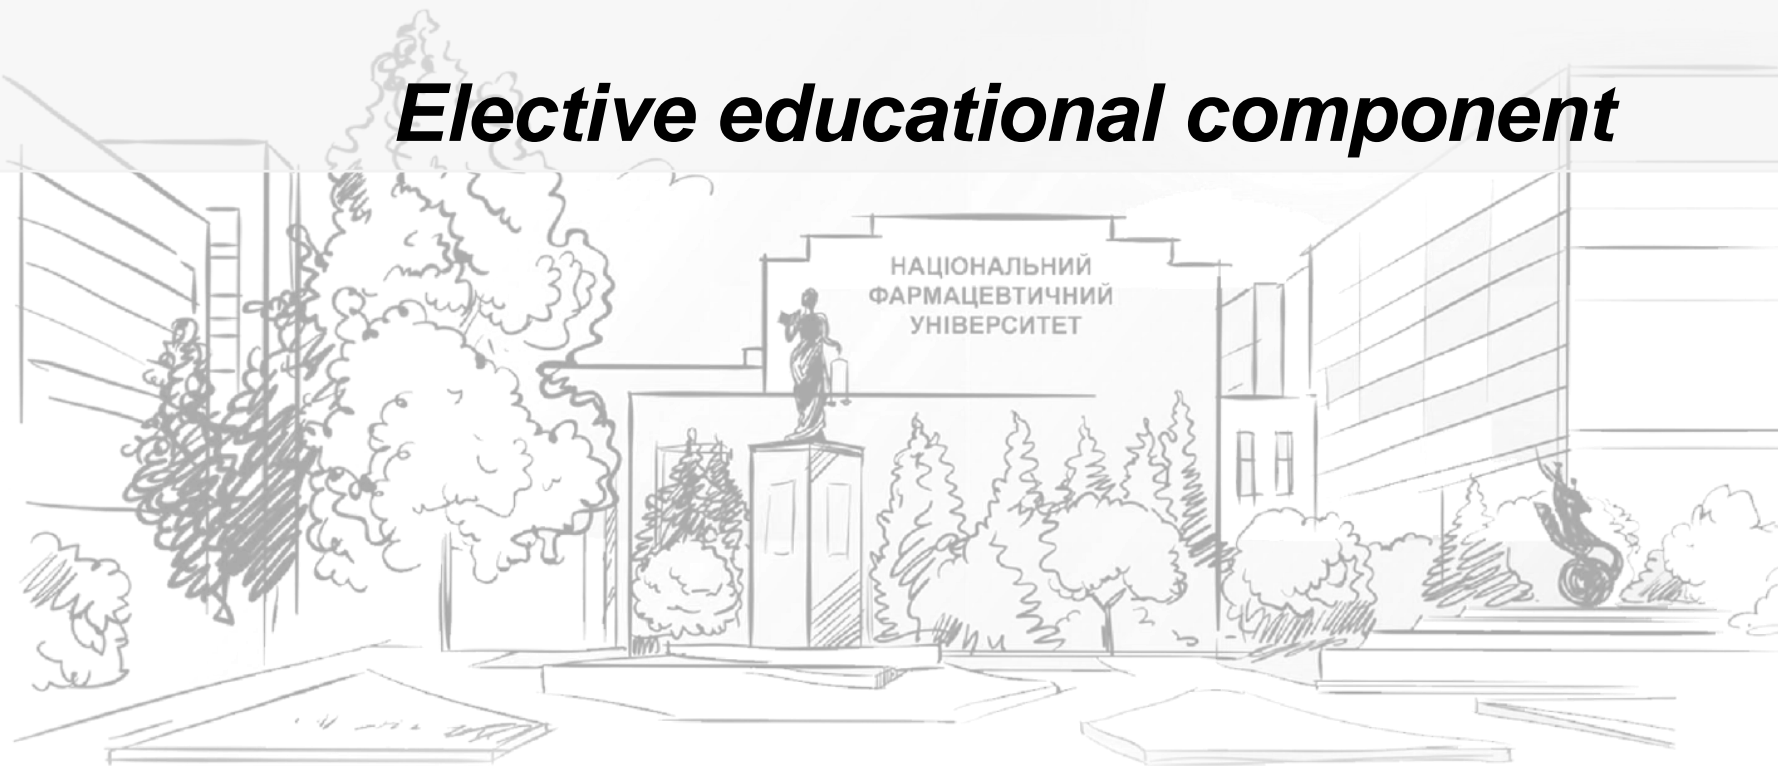 Elective educational component
НАЦІОНАЛЬНИЙ
ФАРМАЦЕВТИЧНИЙ
УНІВЕРСИТЕТ